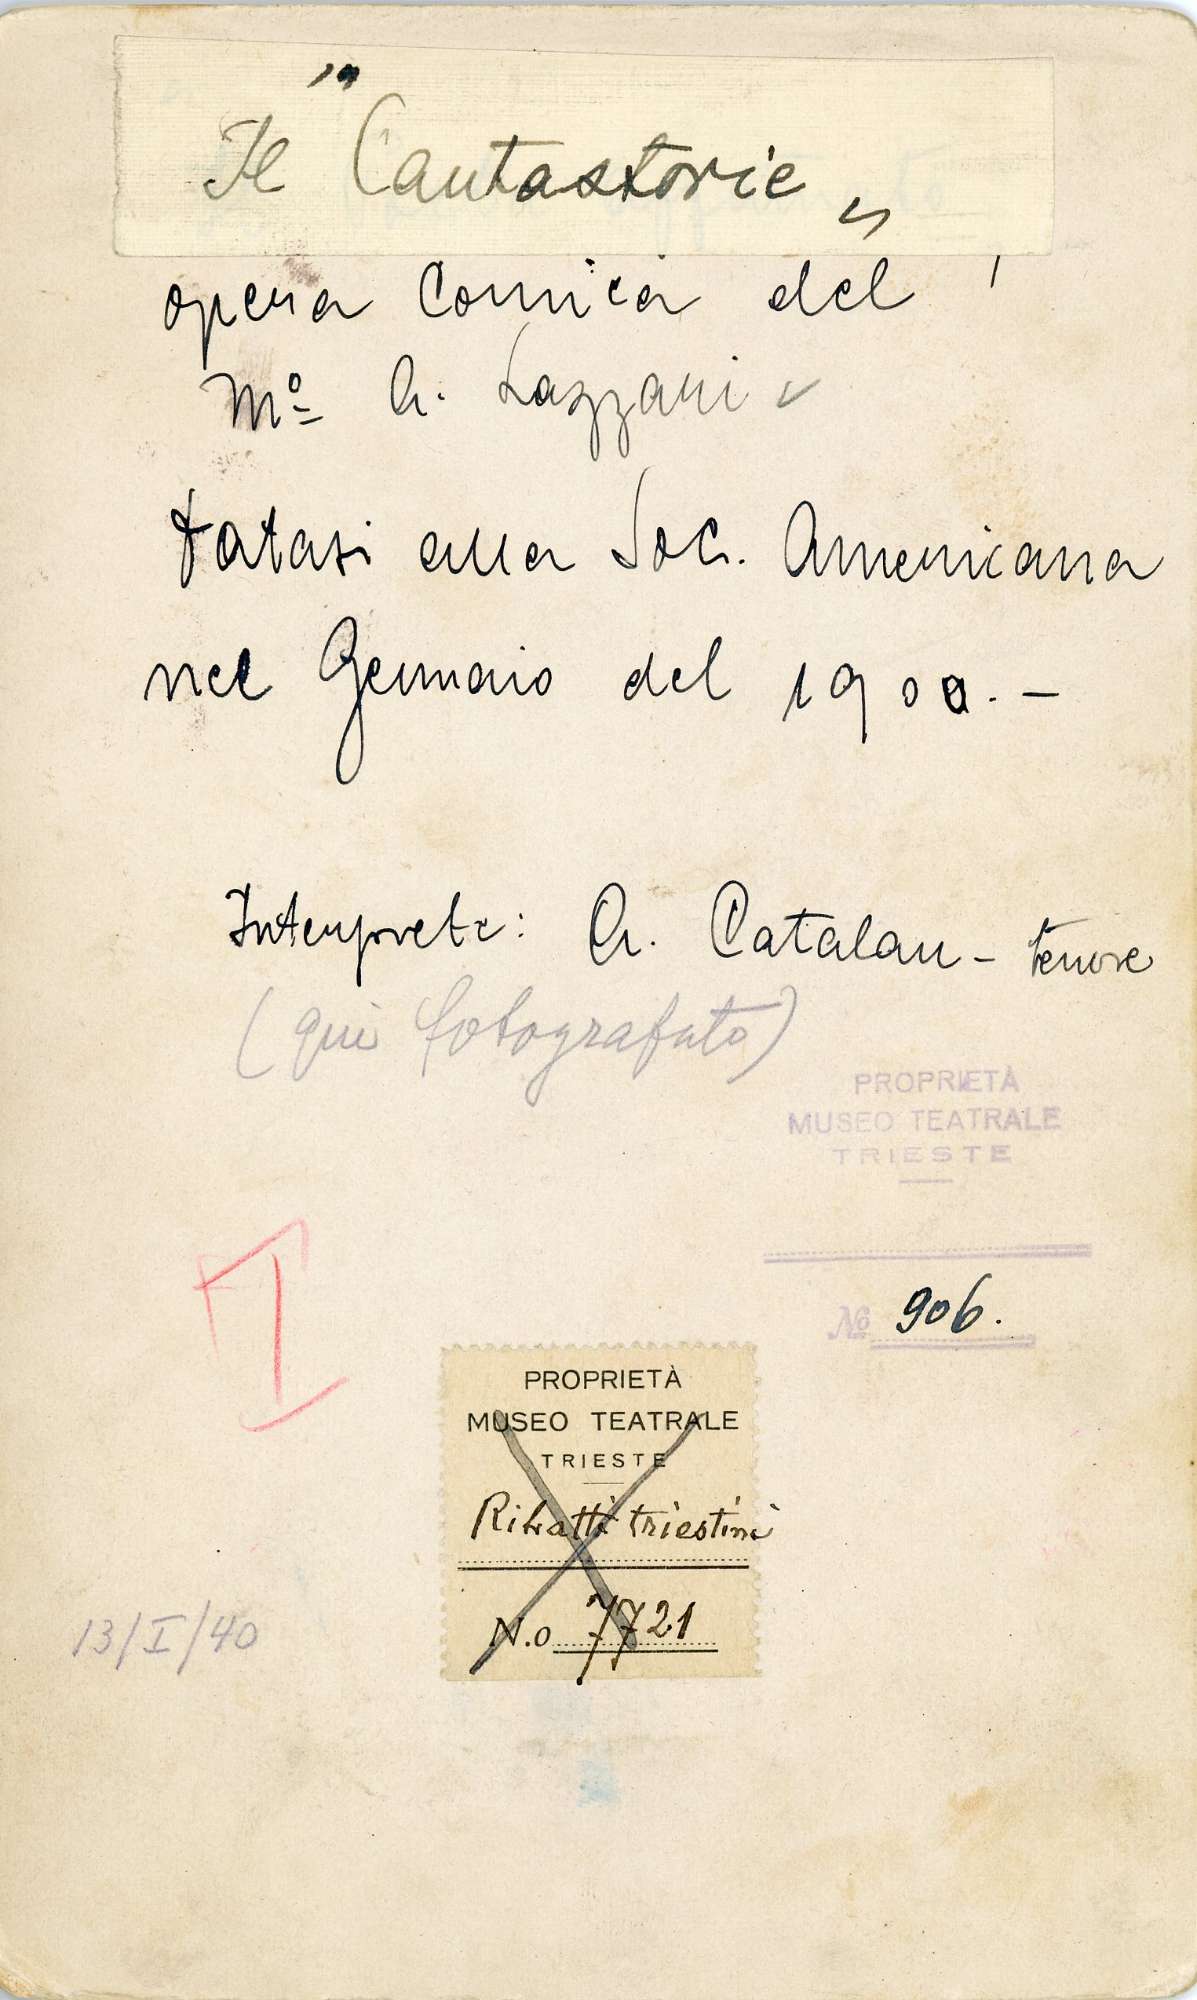 Il "Cantastorie„
opera comica del
Mº A. Lazzari
datasi alla Soc. Americana
nel Gennaio del 1900. –
Interprete: A. Catalan – tenore
(qui fotografato)
PROPRIETÀ
MUSEO TEATRALE
TRIESTE
No 906.
I
PROPRIETÀ
MUSEO TEATRALE
TRIESTE
Ritratti triestini
N.o 7721
13/I/40